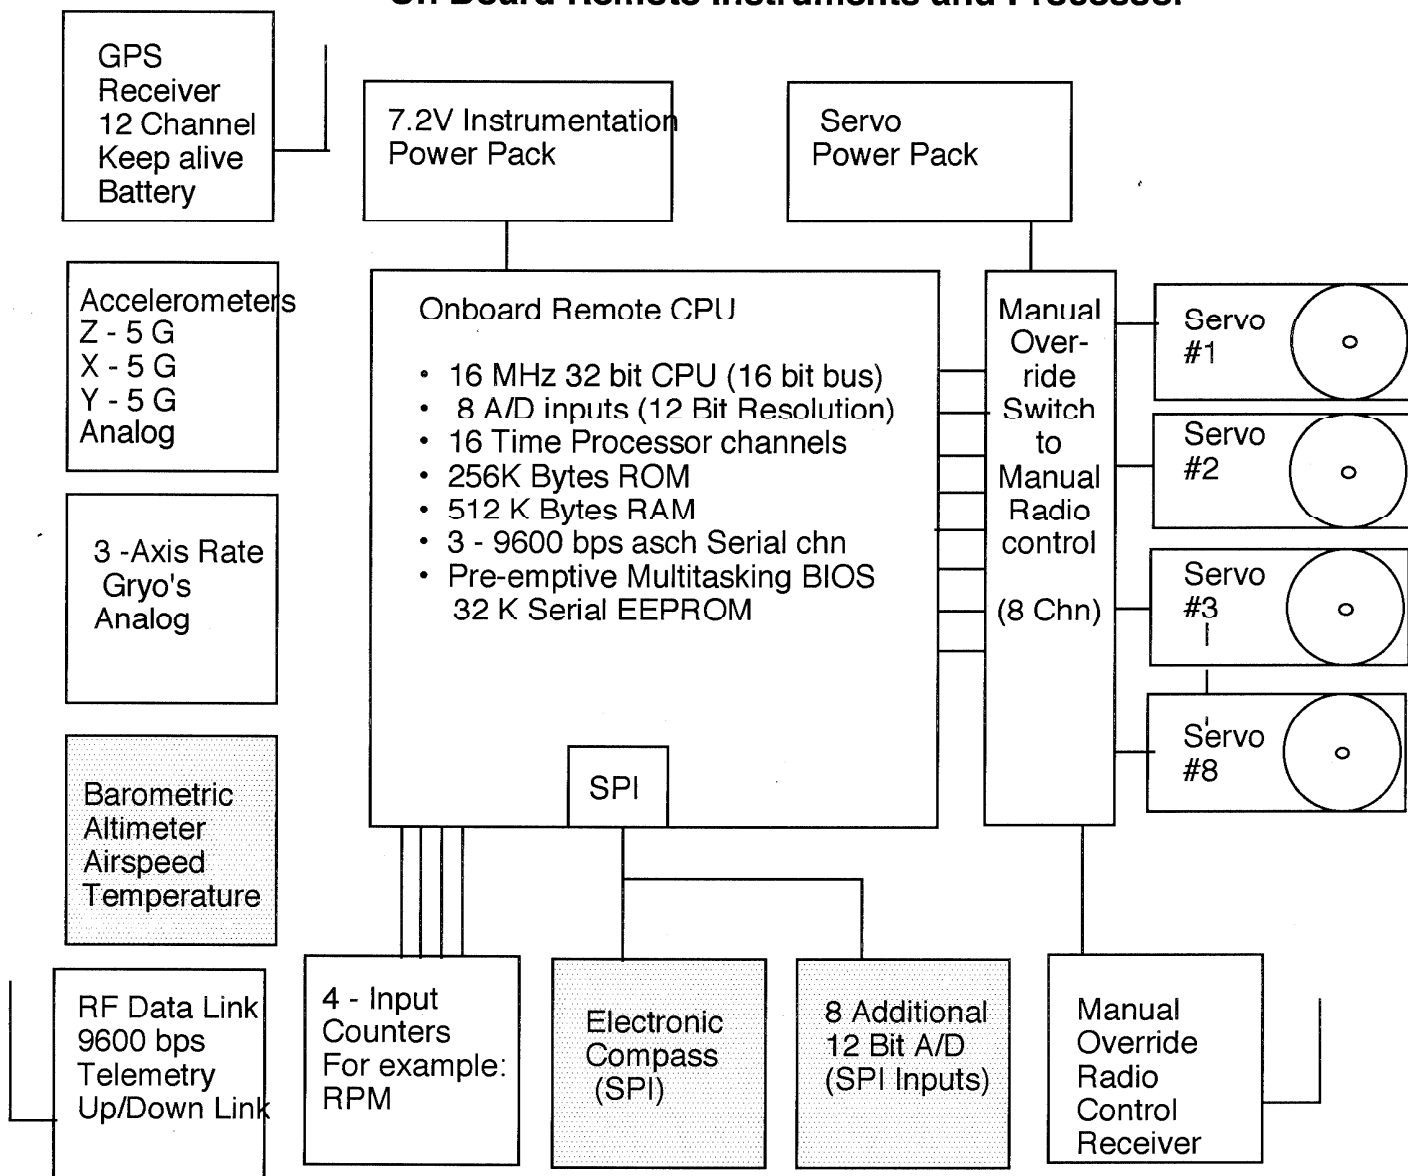 On Board Remote Instruments and Processor
GPS
Receiver
12 Channel
Keep alive
Battery
7.2V Instrumentation
Power Pack
Servo
Power Pack
Accelerometers
Z - 5 G
X - 5 G
Y - 5 G
Analog
3 -Axis Rate
Gryo's
Analog
Barometric
Altimeter
Airspeed
Temperature
RF Data Link
9600 bps
Telemetry
Up/Down Link
Onboard Remote CPU
• 16 MHz 32 bit CPU (16 bit bus)
• 8 A/D inputs (12 Bit Resolution)
• 16 Time Processor channels
• 256K Bytes ROM
• 512 K Bytes RAM
• 3 - 9600 bps asch Serial chn
• Pre-emptive Multitasking BIOS
32 K Serial EEPROM
SPI
Manual
Over-
ride
Switch
to
Manual
Radio
control
(8 Chn)
Servo
#1
Servo
#2
Servo
#3
Servo
#8
4 - Input
Counters
For example:
RPM
Electronic
Compass
(SPI)
8 Additional
12 Bit A/D
(SPI Inputs)
Manual
Override
Radio
Control
Receiver